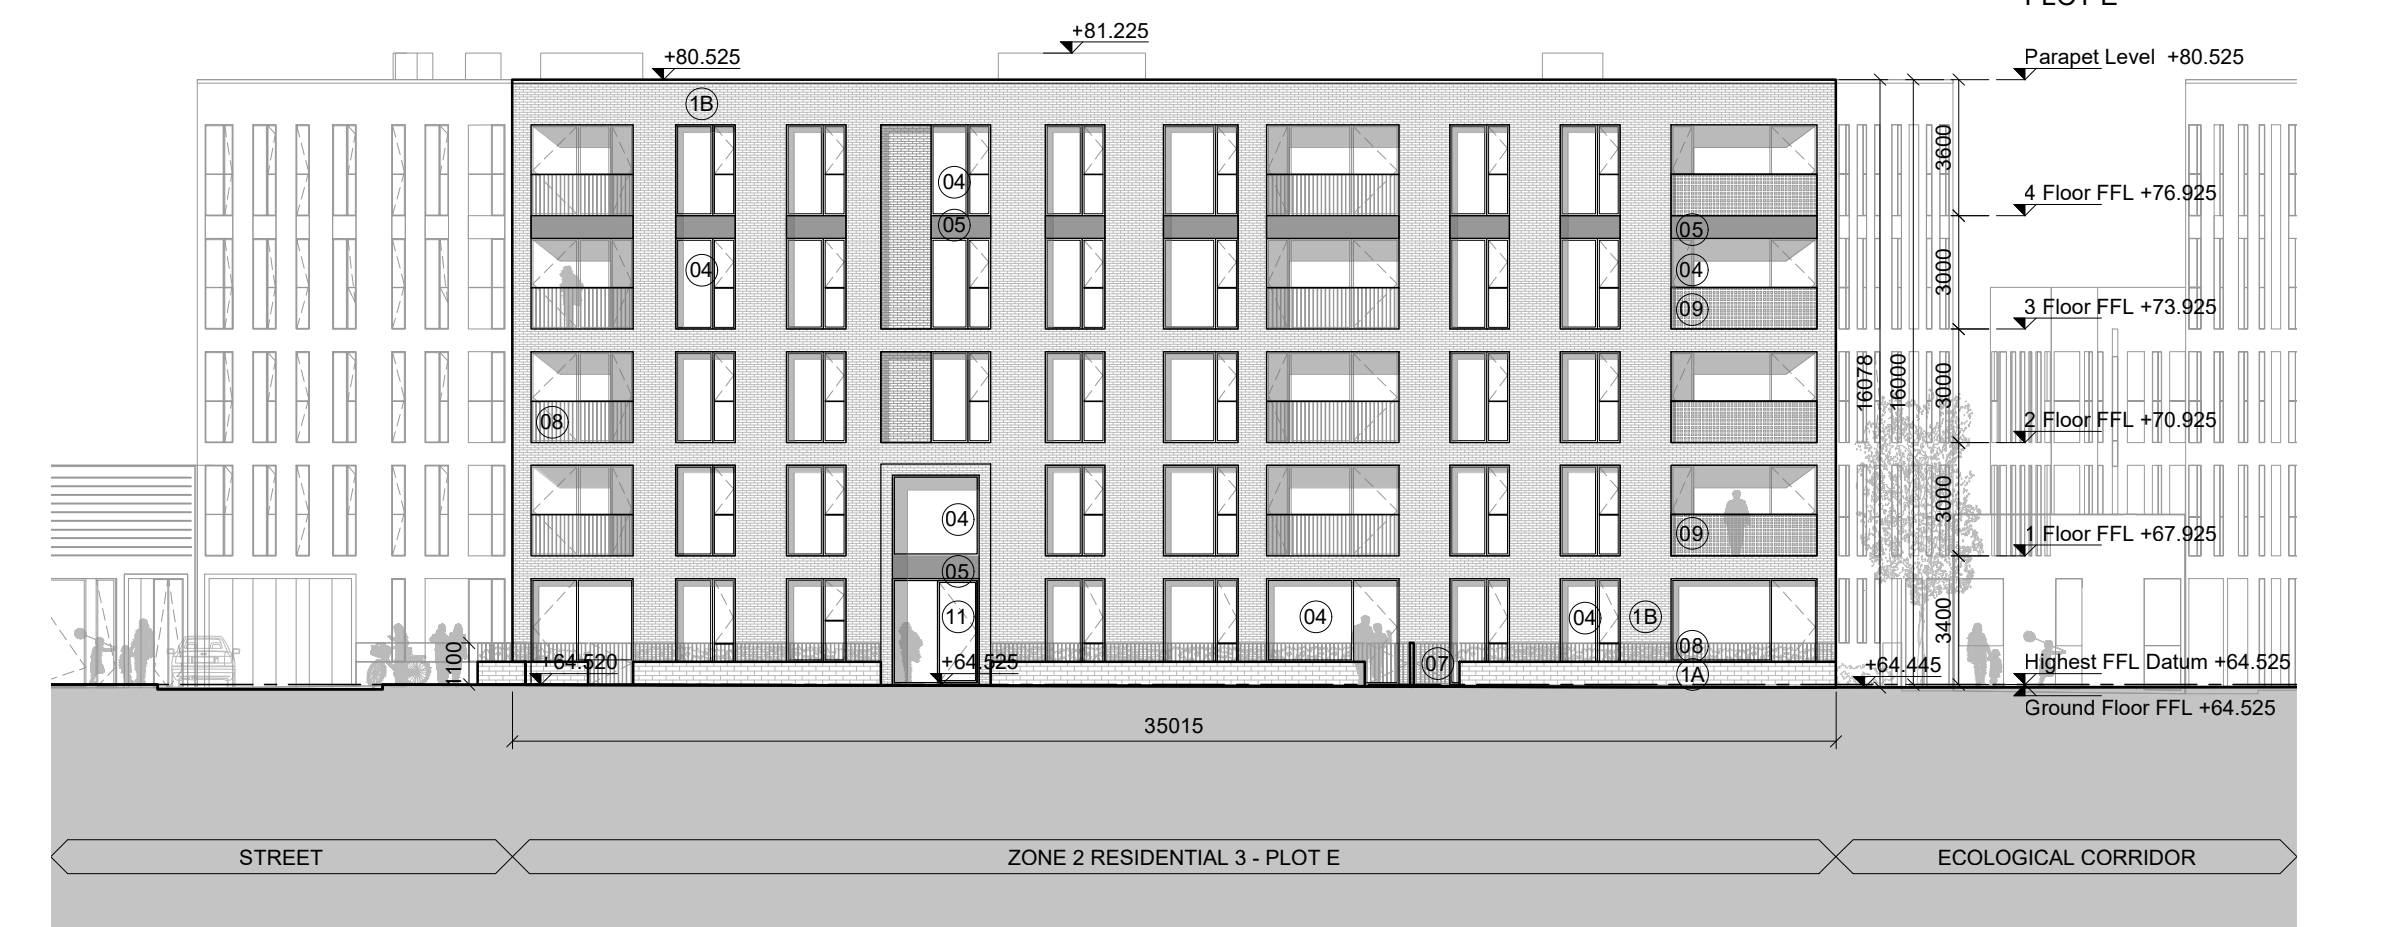 PLOT E
+81.225
+80.525
Parapet Level +80.525
1B
3600
04
4 Floor FFL +76.925
05
05
04
04
3000
09
3 Floor FFL +73.925
16078
16000
3000
08
2 Floor FFL +70.925
04
3000
09
1 Floor FFL +67.925
05
11
04
04
1B
3400
08
1100
+64.520
+64.525
07
1A
+64.445
Highest FFL Datum +64.525
Ground Floor FFL +64.525
35015
STREET
ZONE 2 RESIDENTIAL 3 - PLOT E
ECOLOGICAL CORRIDOR